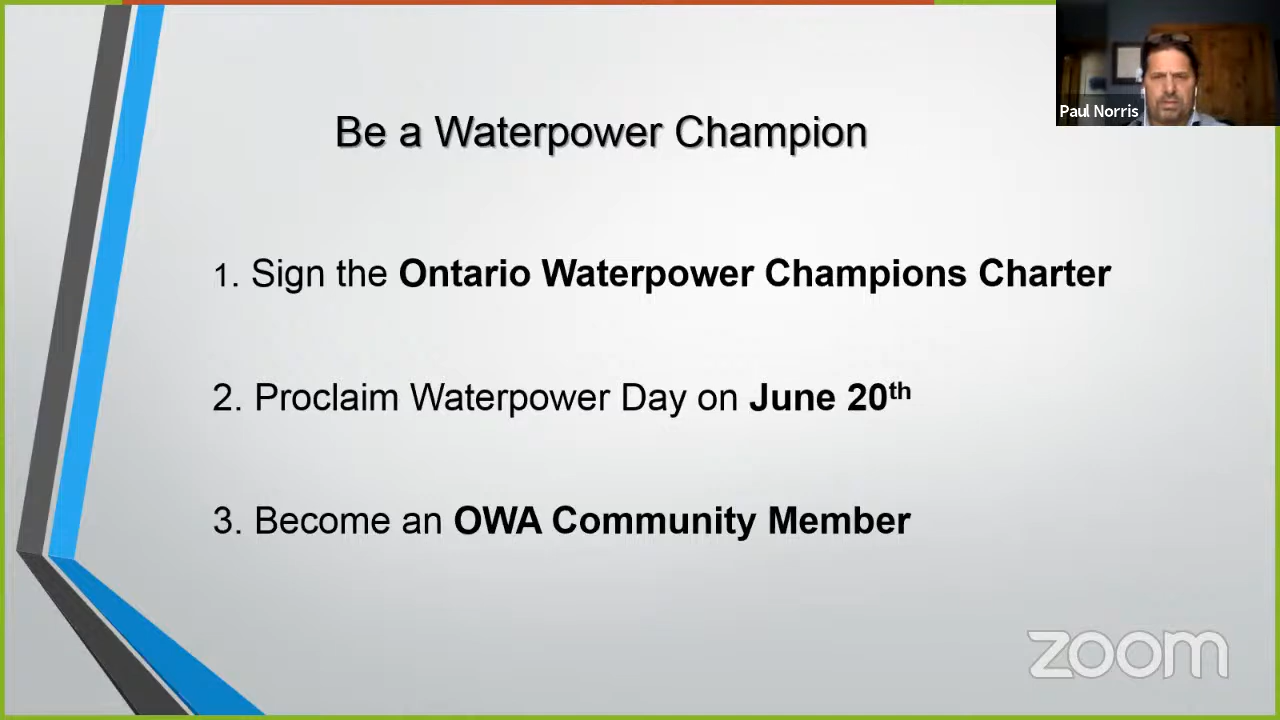 Paul Norris
Be a Waterpower Champion
1. Sign the Ontario Waterpower Champions Charter
2. Proclaim Waterpower Day on June 20th
3. Become an OWA Community Member
zoom